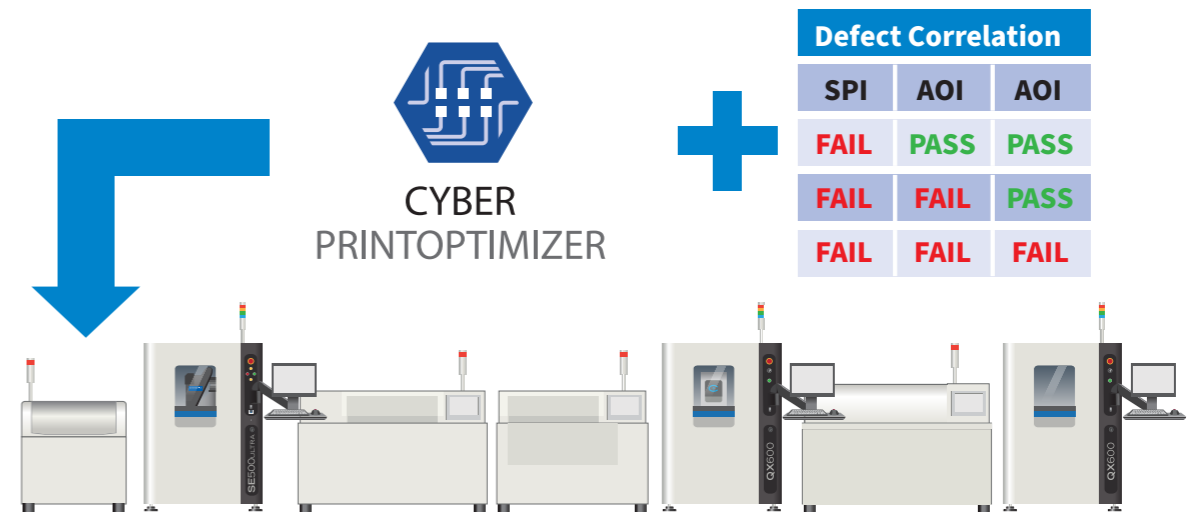 Defect Correlation
SPI AOI AOI
FAIL PASS PASS
FAIL FAIL PASS
FAIL FAIL FAIL
CYBER
PRINTOPTIMIZER
SE500ULTRA
QX600
QX600